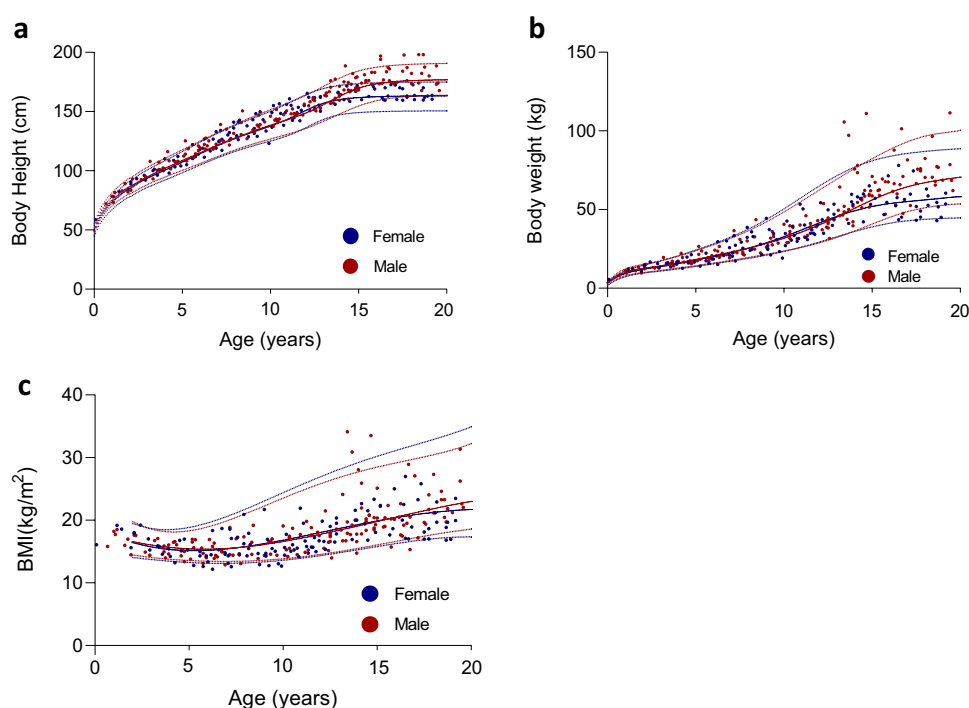 a
200
150
100
50
0
Body Height (cm)
Female
Male
0 5 10 15 20
Age (years)
b
150
100
50
0
Body weight (kg)
Female
Male
0 5 10 15 20
Age (years)
c
40
30
20
10
0
BMI(kg/m²)
Female
Male
0 5 10 15 20
Age (years)